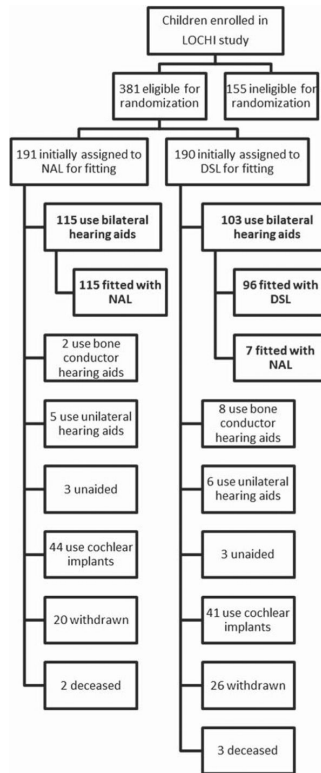 Children enrolled in
LOCHI study
381 eligible for
randomization
155 ineligible for
randomization
191 initially assigned to
NAL for fitting
190 initially assigned to
DSL for fitting
115 use bilateral
hearing aids
115 fitted with
NAL
2 use bone
conductor
hearing aids
5 use unilateral
hearing aids
3 unaided
44 use cochlear
implants
20 withdrawn
2 deceased
103 use bilateral
hearing aids
96 fitted with
DSL
7 fitted with
NAL
8 use bone
conductor
hearing aids
6 use unilateral
hearing aids
3 unaided
41 use cochlear
implants
26 withdrawn
3 deceased